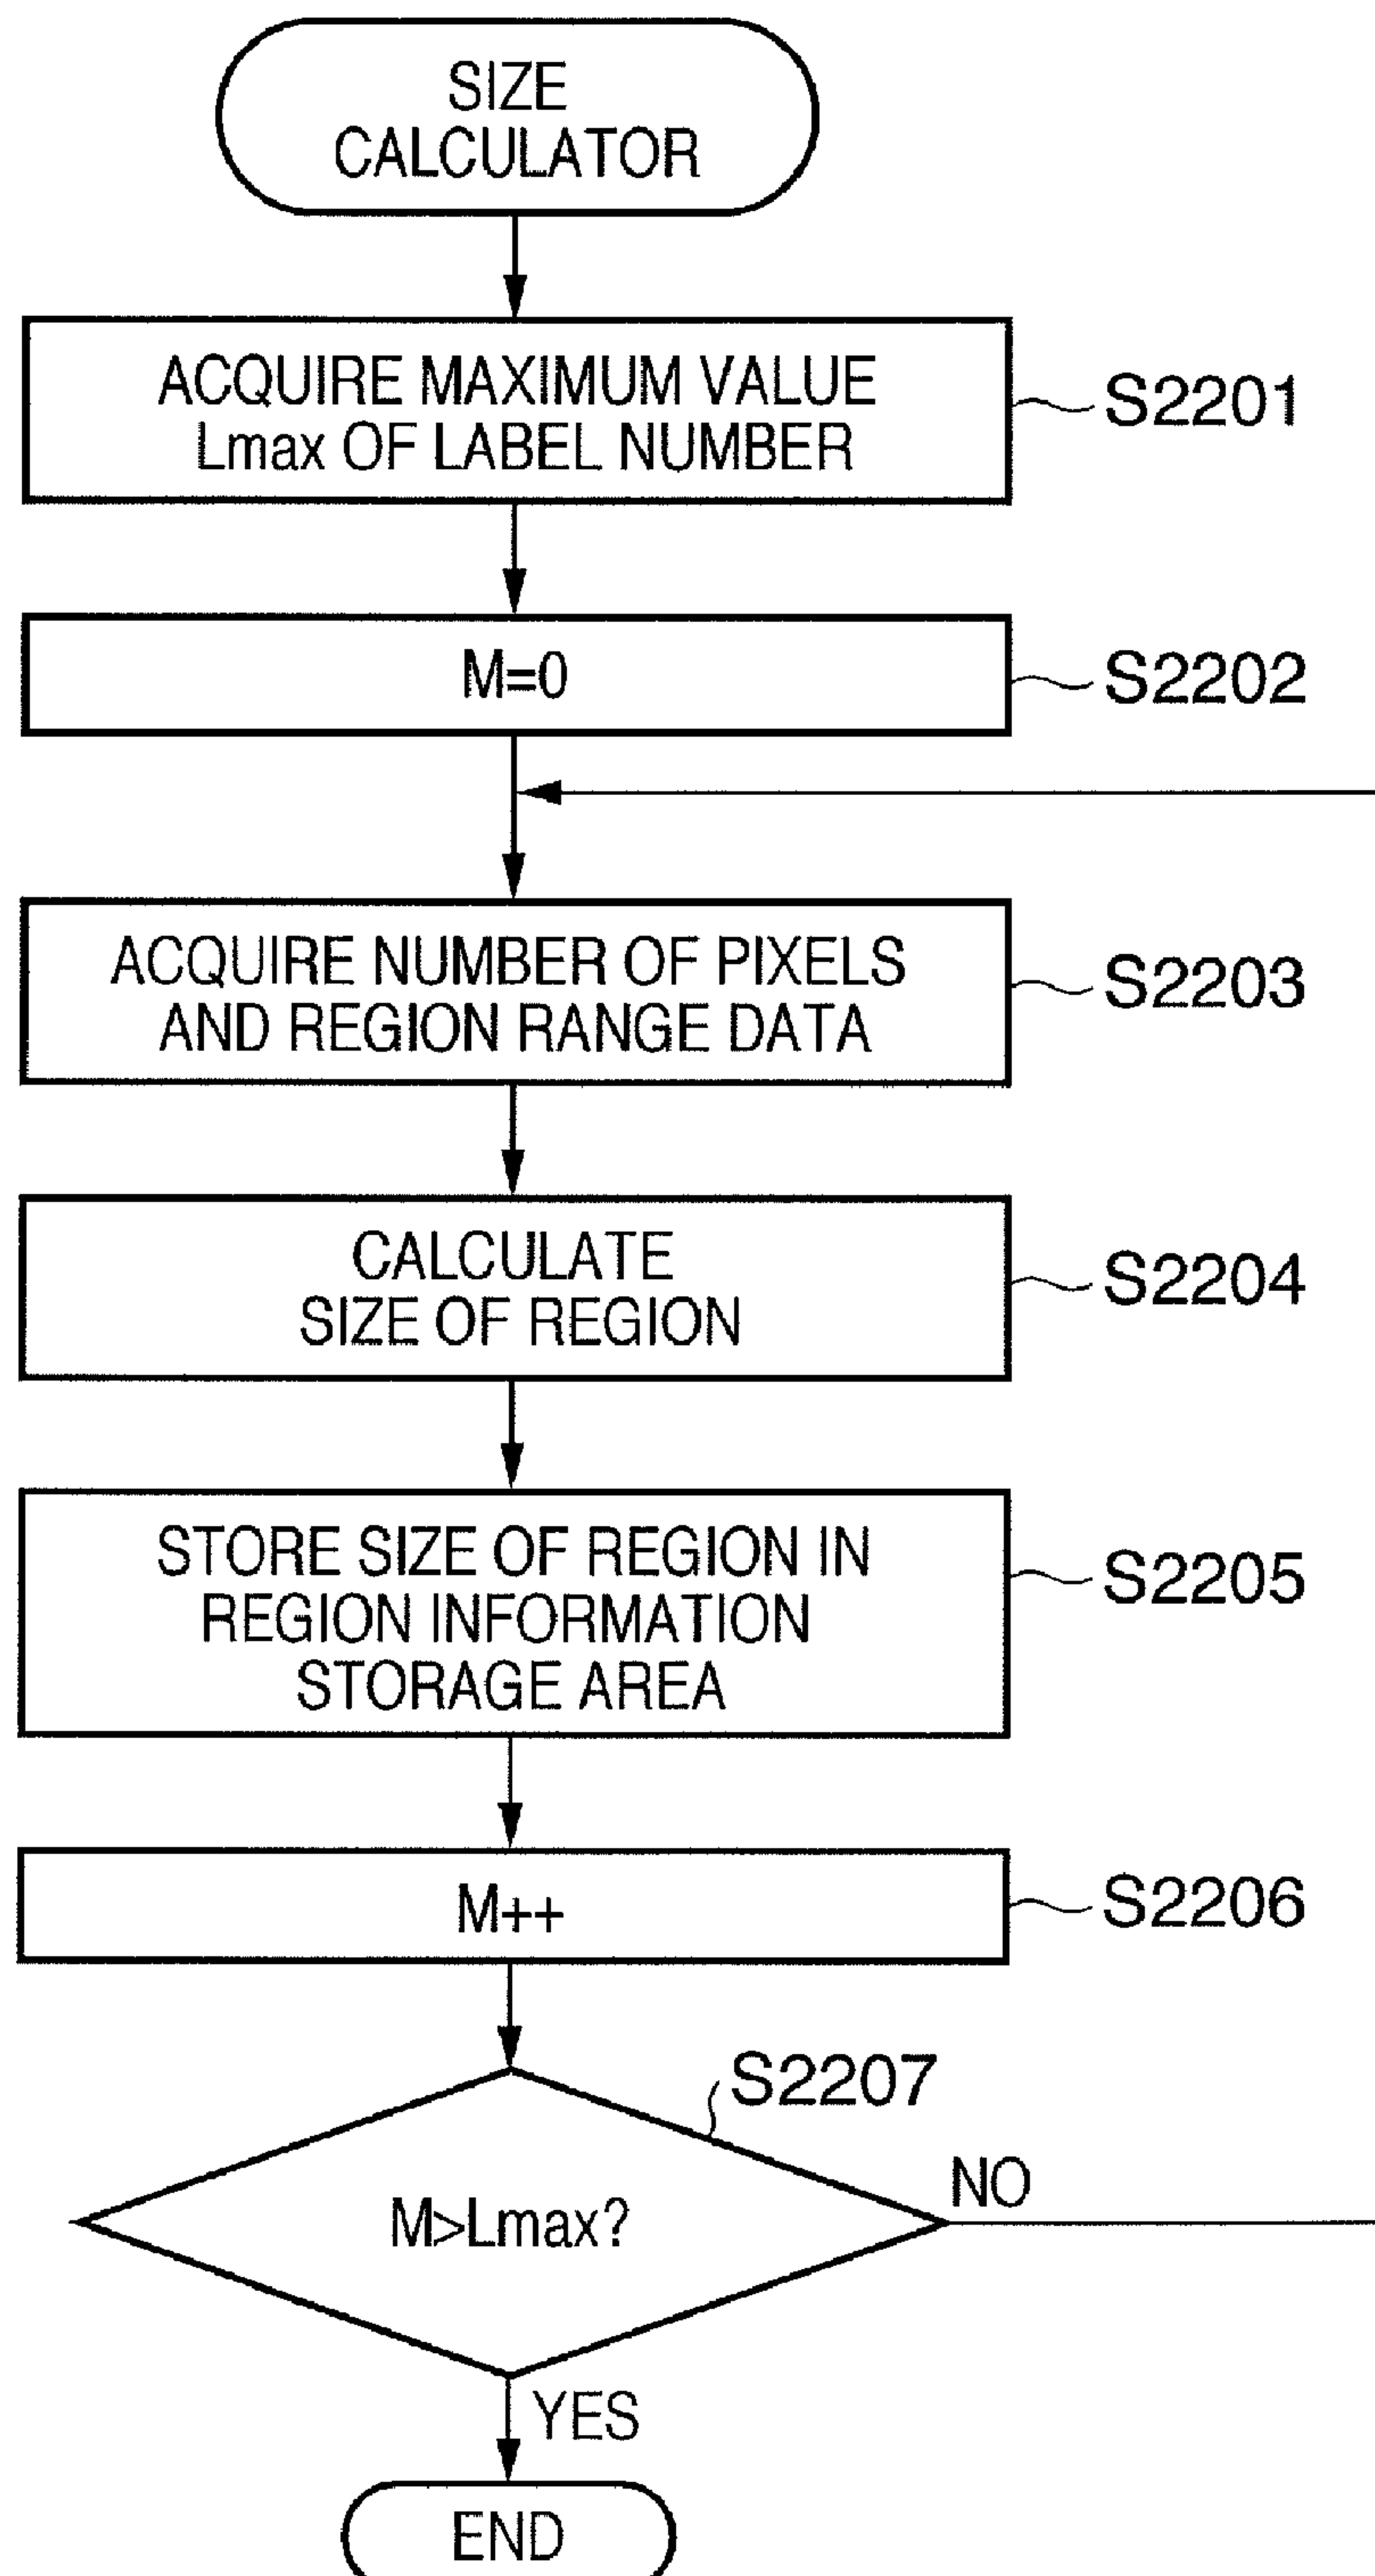 SIZE
CALCULATOR
ACQUIRE MAXIMUM VALUE
Lmax OF LABEL NUMBER
S2201
M=0
S2202
ACQUIRE NUMBER OF PIXELS
AND REGION RANGE DATA
S2203
CALCULATE
SIZE OF REGION
S2204
STORE SIZE OF REGION IN
REGION INFORMATION
STORAGE AREA
S2205
M++
S2206
S2207
M>Lmax?
NO
YES
END